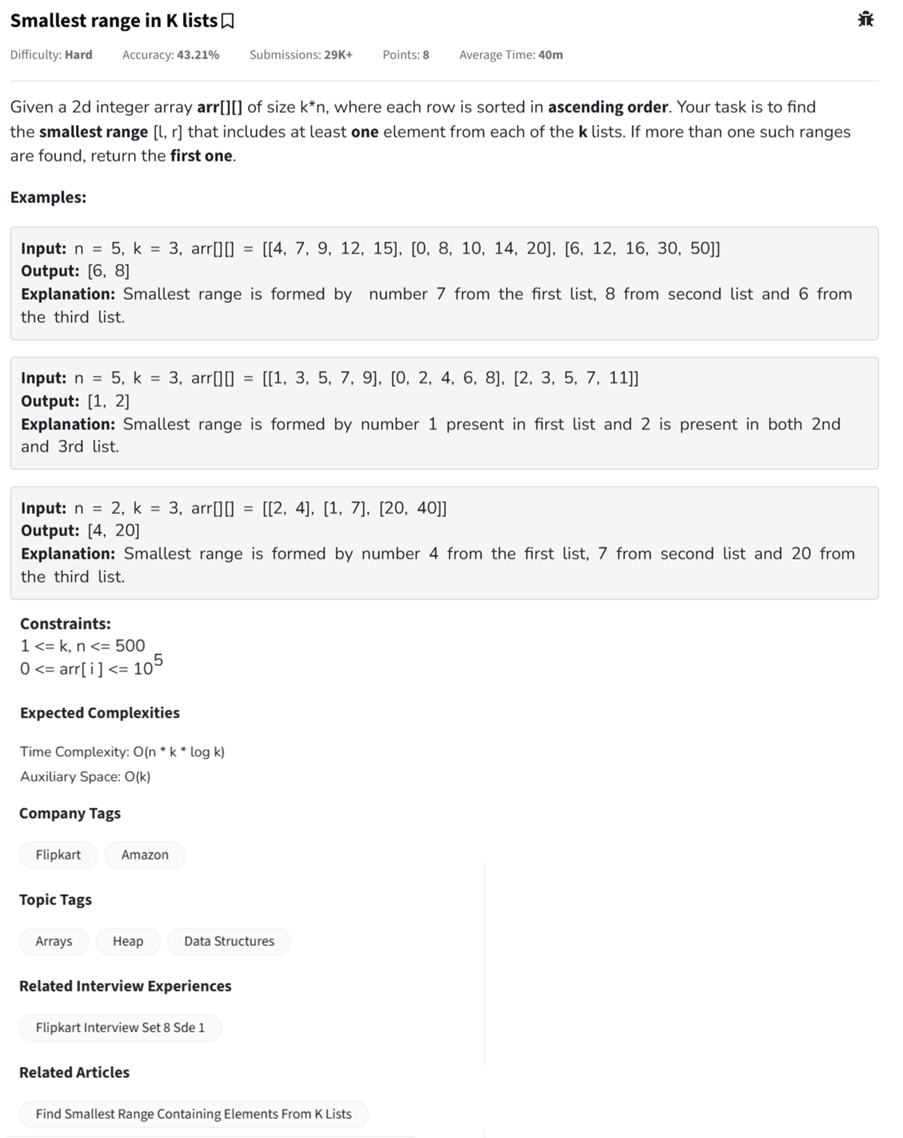 Smallest range in K lists
Difficulty: Hard Accuracy: 43.21% Submissions: 29K+ Points: 8 Average Time: 40m
Given a 2d integer array arr[][] of size k*n, where each row is sorted in ascending order. Your task is to find
the smallest range [l, r] that includes at least one element from each of the k lists. If more than one such ranges
are found, return the first one.
Examples:
Input: n = 5, k = 3, arr[][] = [[4, 7, 9, 12, 15], [0, 8, 10, 14, 20], [6, 12, 16, 30, 50]]
Output: [6, 8]
Explanation: Smallest range is formed by number 7 from the first list, 8 from second list and 6 from
the third list.
Input: n = 5, k = 3, arr[][] = [[1, 3, 5, 7, 9], [0, 2, 4, 6, 8], [2, 3, 5, 7, 11]]
Output: [1, 2]
Explanation: Smallest range is formed by number 1 present in first list and 2 is present in both 2nd
and 3rd list.
Input: n = 2, k = 3, arr[][] = [[2, 4], [1, 7], [20, 40]]
Output: [4, 20]
Explanation: Smallest range is formed by number 4 from the first list, 7 from second list and 20 from
the third list.
Constraints:
1 <= k, n <= 500
0 <= arr[ i ] <= 10⁵
Expected Complexities
Time Complexity: O(n * k * log k)
Auxiliary Space: O(k)
Company Tags
Flipkart Amazon
Topic Tags
Arrays Heap Data Structures
Related Interview Experiences
Flipkart Interview Set 8 Sde 1
Related Articles
Find Smallest Range Containing Elements From K Lists